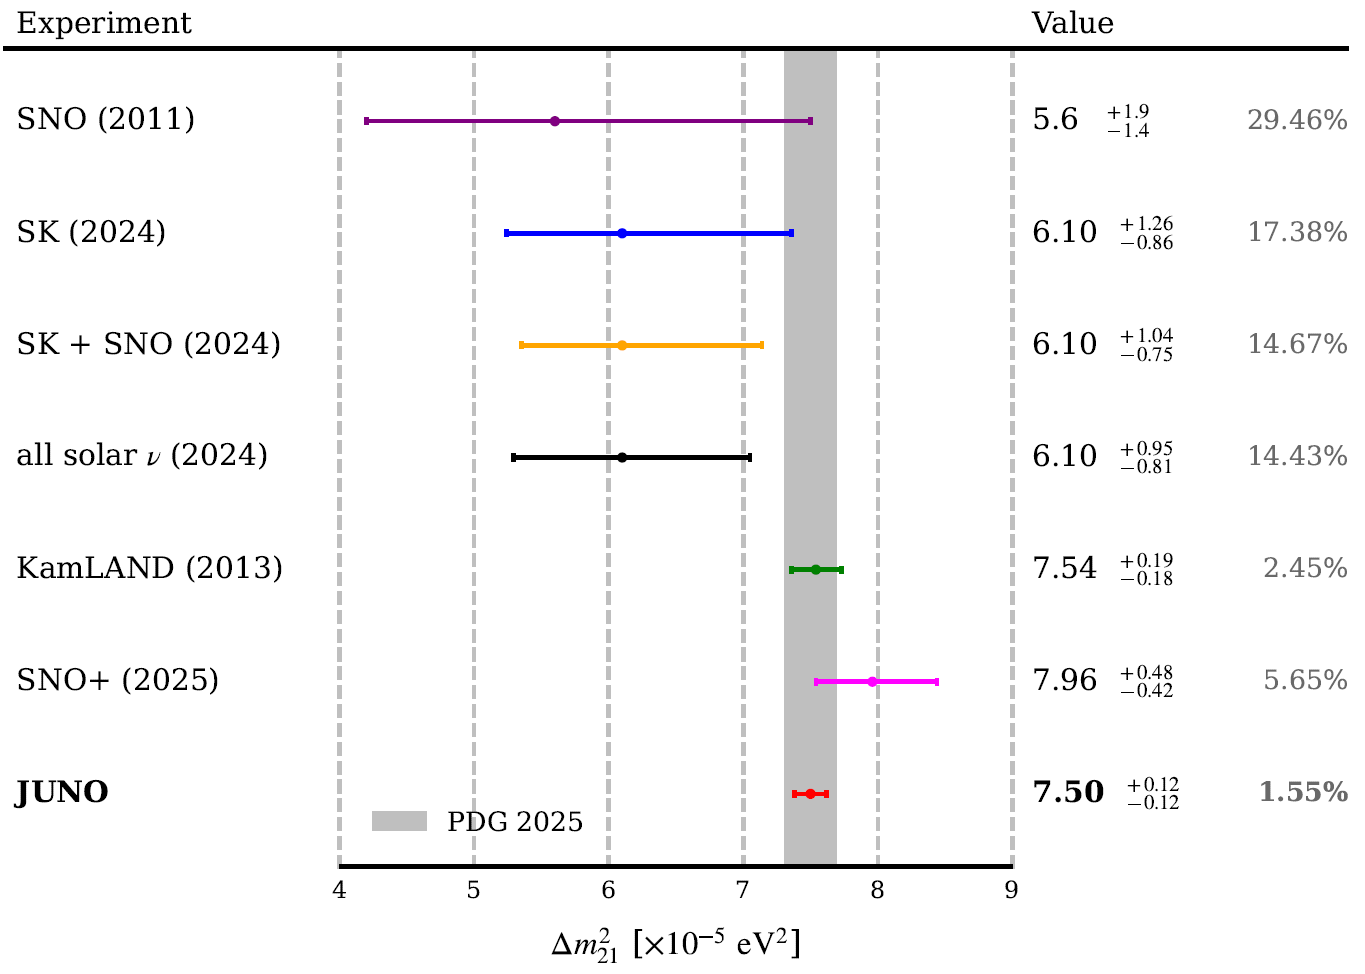 Experiment Value
SNO (2011) 5.6 +1.9 −1.4 29.46%
SK (2024) 6.10 +1.26 −0.86 17.38%
SK + SNO (2024) 6.10 +1.04 −0.75 14.67%
all solar ν (2024) 6.10 +0.95 −0.81 14.43%
KamLAND (2013) 7.54 +0.19 −0.18 2.45%
SNO+ (2025) 7.96 +0.48 −0.42 5.65%
JUNO 7.50 +0.12 −0.12 1.55%
PDG 2025
4 5 6 7 8 9
Δm²₂₁ [×10⁻⁵ eV²]